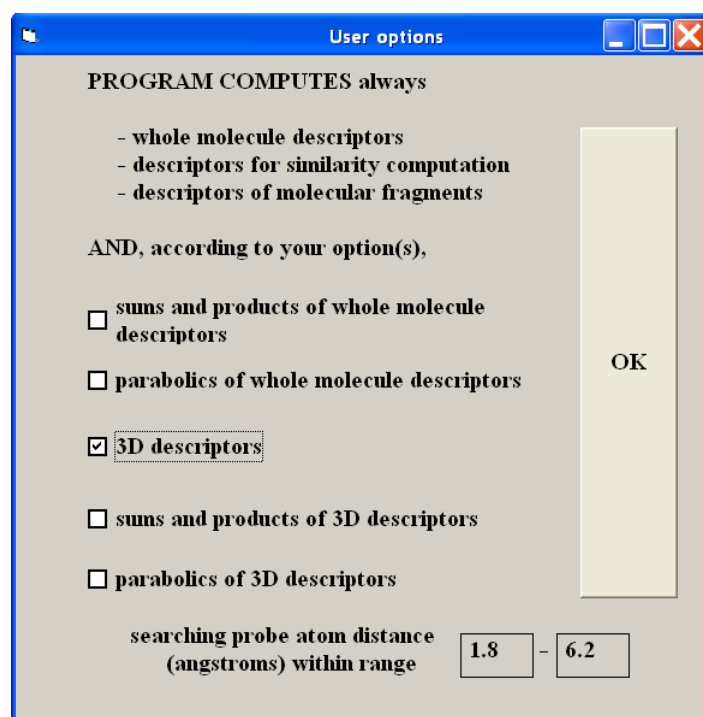 User options
PROGRAM COMPUTES always
- whole molecule descriptors
- descriptors for similarity computation
- descriptors of molecular fragments
AND, according to your option(s),
sums and products of whole molecule
descriptors
parabolics of whole molecule descriptors
OK
3D descriptors
sums and products of 3D descriptors
parabolics of 3D descriptors
searching probe atom distance
(angstroms) within range
1.8 - 6.2